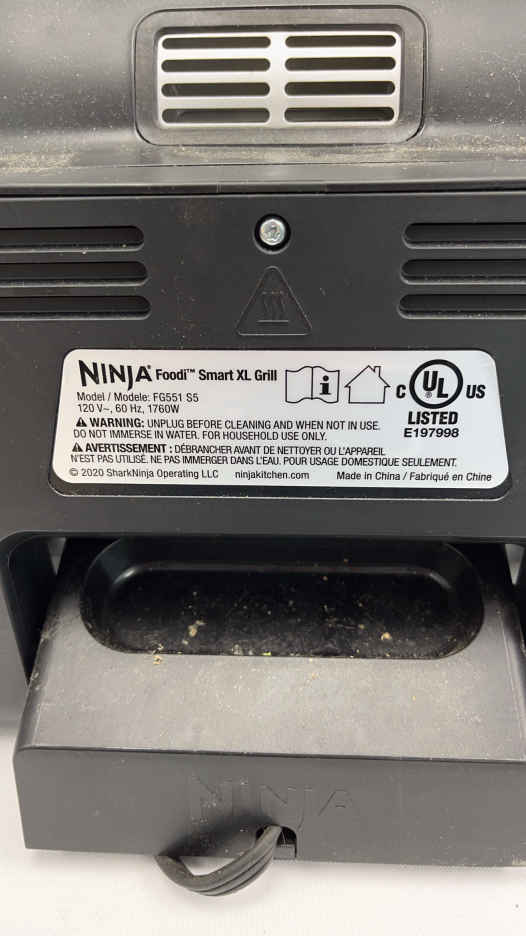 NINJA® Foodi™ Smart XL Grill
Model / Modele: FG551 S5
120 V~, 60 Hz, 1760W
WARNING: UNPLUG BEFORE CLEANING AND WHEN NOT IN USE.
DO NOT IMMERSE IN WATER. FOR HOUSEHOLD USE ONLY.
AVERTISSEMENT : DÉBRANCHER AVANT DE NETTOYER OU L'APPAREIL
N'EST PAS UTILISÉ. NE PAS IMMERGER DANS L'EAU. POUR USAGE DOMESTIQUE SEULEMENT.
© 2020 SharkNinja Operating LLC ninjakitchen.com Made in China / Fabriqué en Chine
C UL® US
LISTED
E197998
NINJA